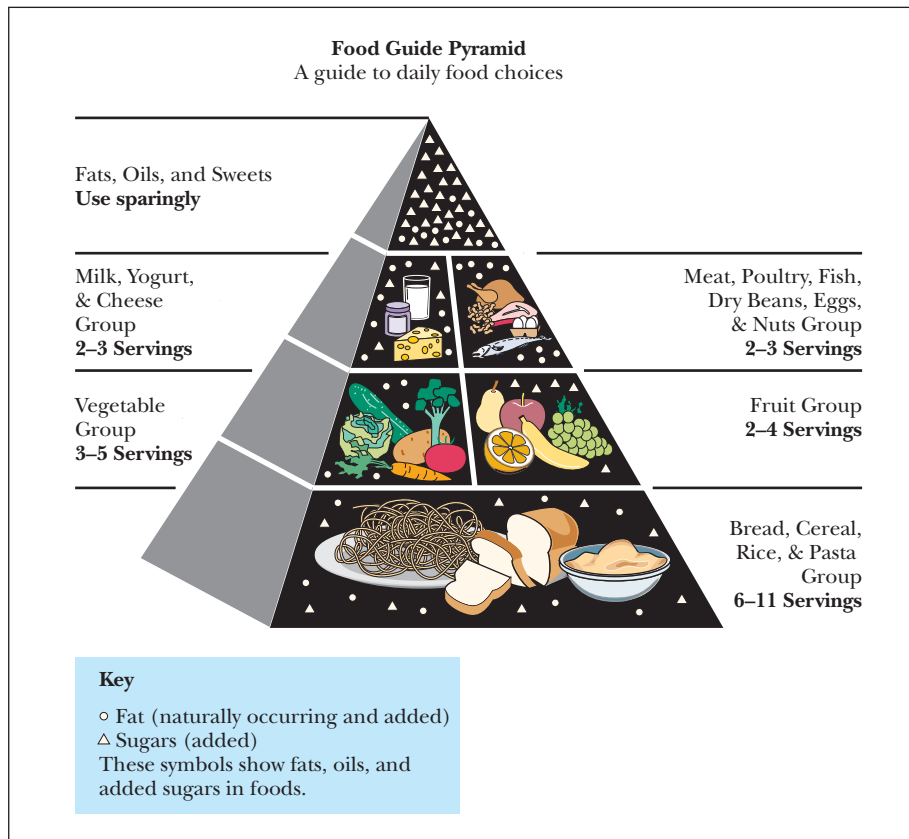 Food Guide Pyramid
A guide to daily food choices
Fats, Oils, and Sweets
Use sparingly
Milk, Yogurt,
& Cheese
Group
2–3 Servings
Meat, Poultry, Fish,
Dry Beans, Eggs,
& Nuts Group
2–3 Servings
Vegetable
Group
3–5 Servings
Fruit Group
2–4 Servings
Bread, Cereal,
Rice, & Pasta
Group
6–11 Servings
Key
Fat (naturally occurring and added)
Sugars (added)
These symbols show fats, oils, and
added sugars in foods.